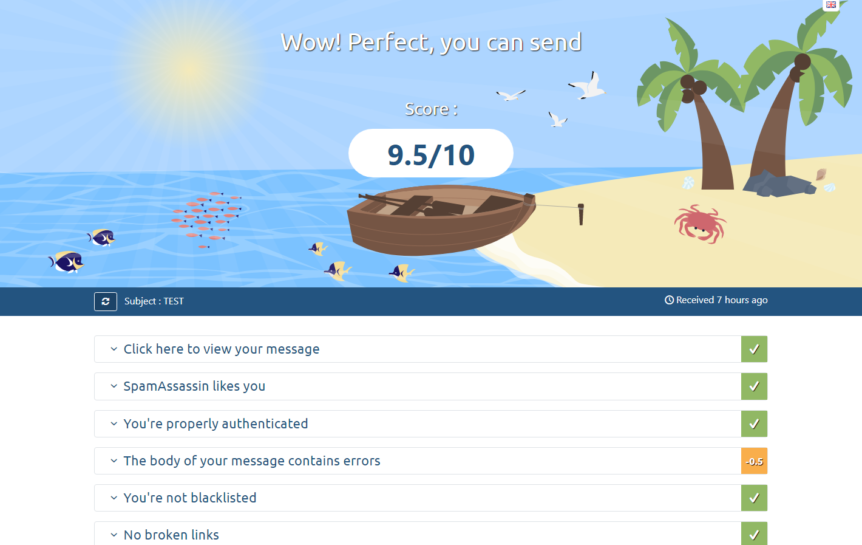 Wow! Perfect, you can send
Score :
9.5/10
Subject : TEST
Received 7 hours ago
Click here to view your message
SpamAssassin likes you
You're properly authenticated
The body of your message contains errors
-0.5
You're not blacklisted
No broken links